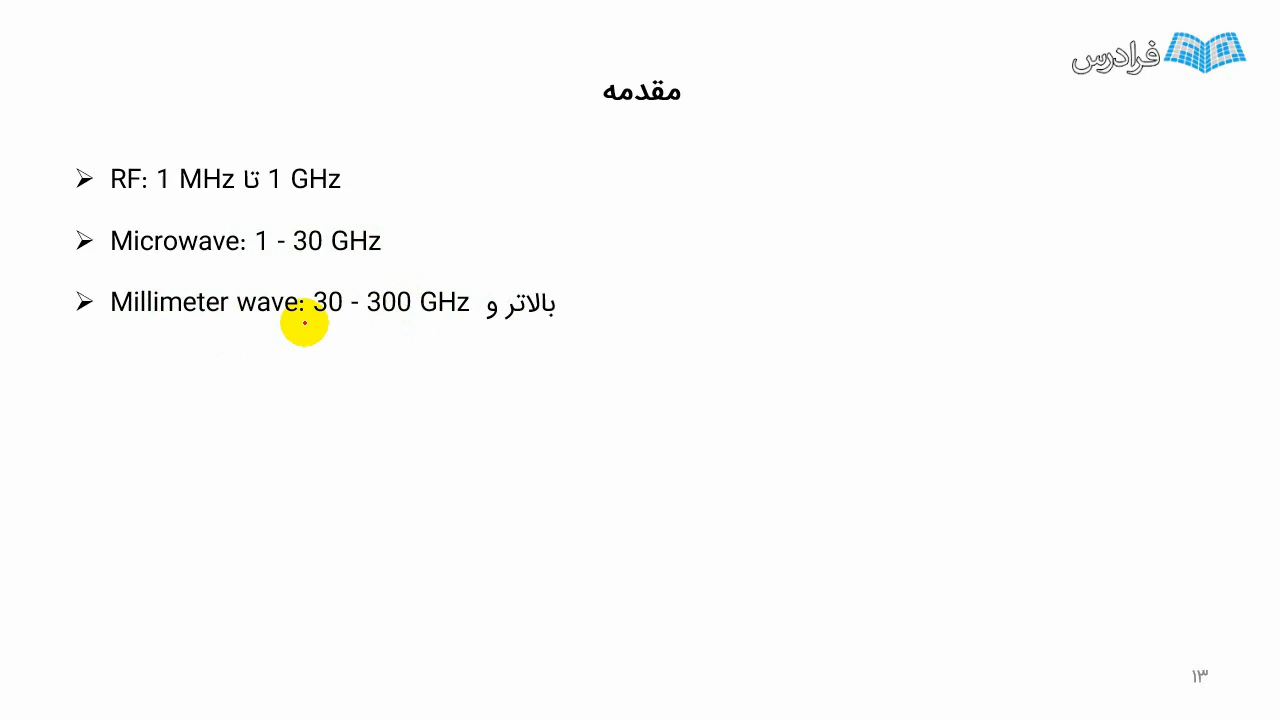 فرادرس
مقدمه
➢ RF: 1 MHz تا 1 GHz
➢ Microwave: 1 - 30 GHz
➢ Millimeter wave: 30 - 300 GHz بالاتر و
۱۳